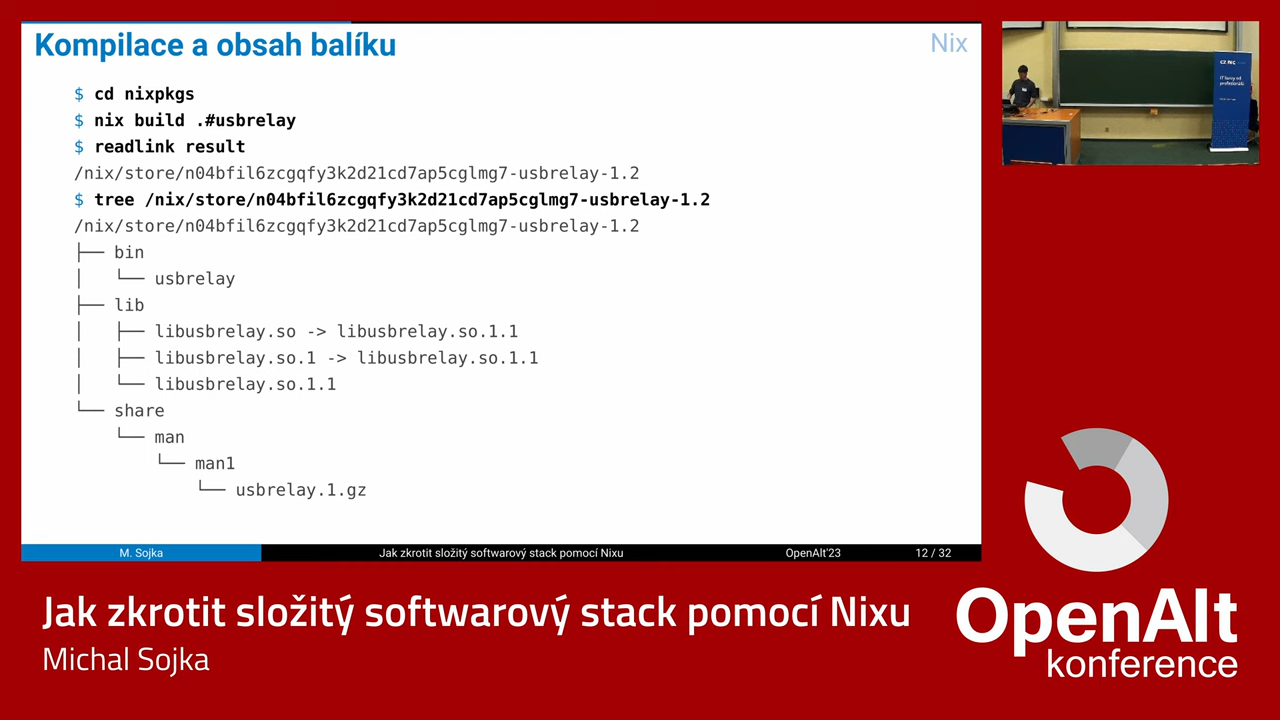 Kompilace a obsah balíku
Nix
$ cd nixpkgs
$ nix build .#usbrelay
$ readlink result
/nix/store/n04bfil6zcgqfy3k2d21cd7ap5cglmg7-usbrelay-1.2
$ tree /nix/store/n04bfil6zcgqfy3k2d21cd7ap5cglmg7-usbrelay-1.2
/nix/store/n04bfil6zcgqfy3k2d21cd7ap5cglmg7-usbrelay-1.2
├── bin
│   └── usbrelay
├── lib
│   ├── libusbrelay.so -> libusbrelay.so.1.1
│   ├── libusbrelay.so.1 -> libusbrelay.so.1.1
│   └── libusbrelay.so.1.1
└── share
    └── man
        └── man1
            └── usbrelay.1.gz
M. Sojka
Jak zkrotit složitý softwarový stack pomocí Nixu
OpenAlt'23
12 / 32
CZ.NIC
Jak zkrotit složitý softwarový stack pomocí Nixu
Michal Sojka
OpenAlt
konference